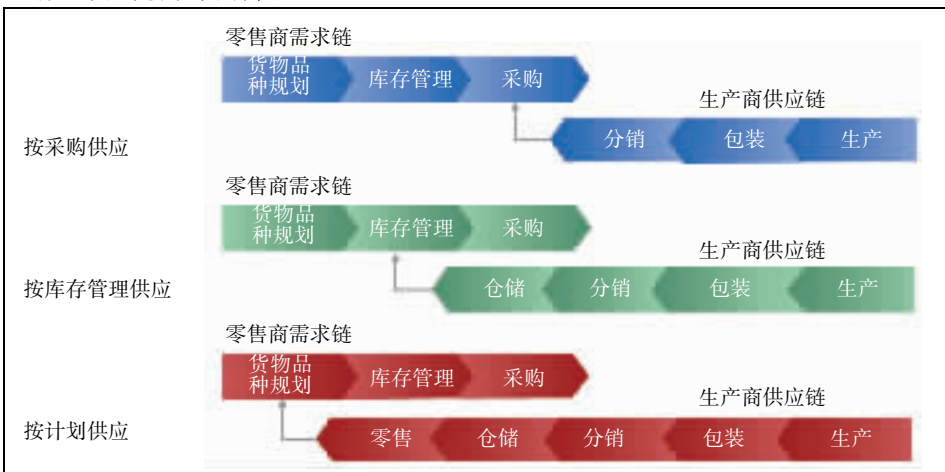 零售商需求链
货物品
种规划
库存管理
采购
生产商供应链
按采购供应
分销
包装
生产
零售商需求链
货物品
种规划
库存管理
采购
生产商供应链
按库存管理供应
仓储
分销
包装
生产
零售商需求链
货物品
种规划
库存管理
采购
生产商供应链
按计划供应
零售
仓储
分销
包装
生产